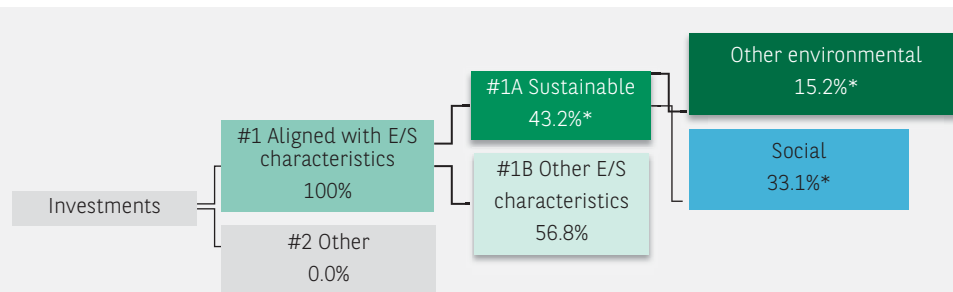 Investments
#1 Aligned with E/S
characteristics
100%
#2 Other
0.0%
#1A Sustainable
43.2%*
#1B Other E/S
characteristics
56.8%
Other environmental
15.2%*
Social
33.1%*